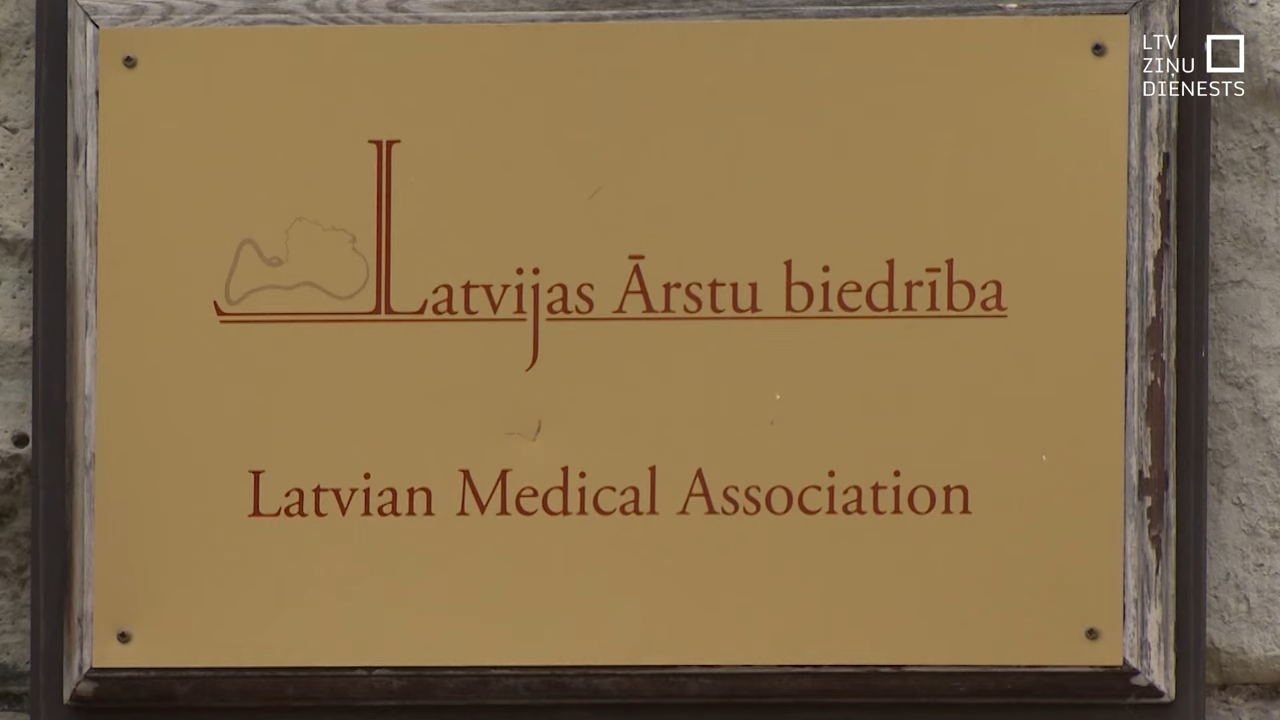 LTV
ZIŅU
DIENESTS
Latvijas Ārstu biedrība
Latvian Medical Association